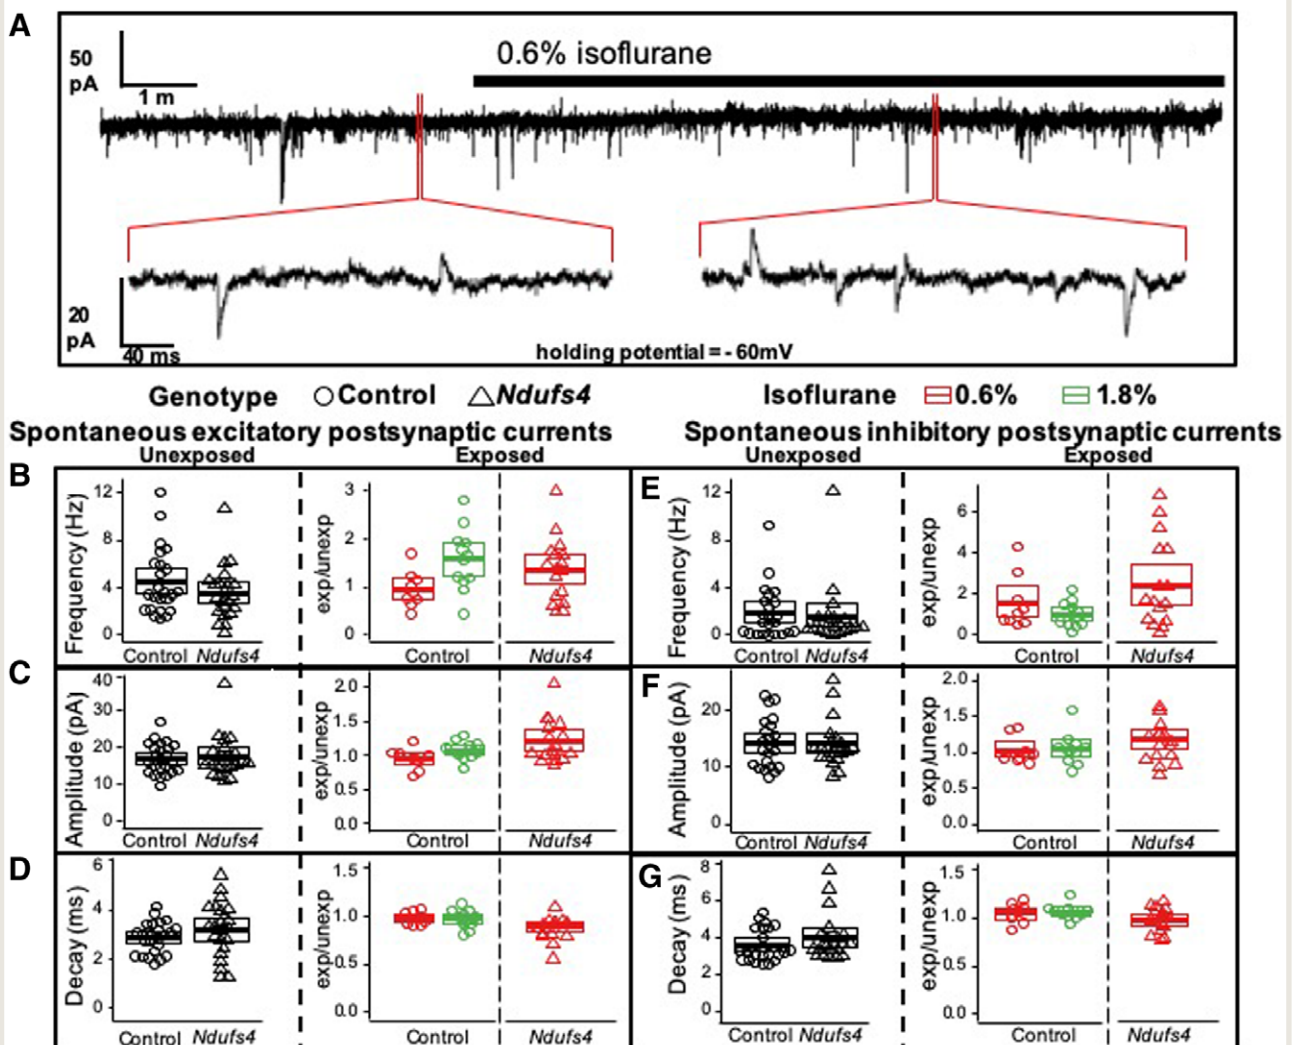 A
50 pA
1 m
0.6% isoflurane
20 pA
40 ms
holding potential = - 60mV
Genotype Control Ndufs4 Isoflurane 0.6% 1.8%
Spontaneous excitatory postsynaptic currents Spontaneous inhibitory postsynaptic currents
Unexposed Exposed Unexposed Exposed
B
Frequency (Hz)
12
8
4
0
Control Ndufs4
exp/unexp
3
2
1
0
Control Ndufs4
E
Frequency (Hz)
12
8
4
0
Control Ndufs4
exp/unexp
6
4
2
0
Control Ndufs4
C
Amplitude (pA)
40
30
20
10
0
Control Ndufs4
exp/unexp
2.0
1.5
1.0
0.5
0.0
Control Ndufs4
F
Amplitude (pA)
20
10
0
Control Ndufs4
exp/unexp
2.0
1.5
1.0
0.5
0.0
Control Ndufs4
D
Decay (ms)
6
4
2
0
Control Ndufs4
exp/unexp
1.5
1.0
0.5
0.0
Control Ndufs4
G
Decay (ms)
8
6
4
2
0
Control Ndufs4
exp/unexp
1.5
1.0
0.5
0.0
Control Ndufs4